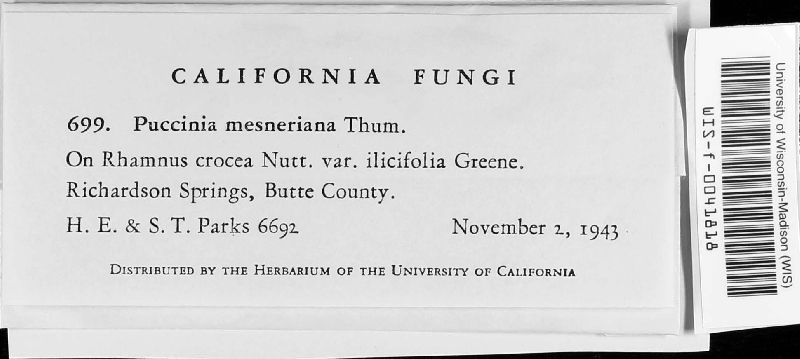 CALIFORNIA FUNGI
699. Puccinia mesneriana Thum.
On Rhamnus crocea Nutt. var. ilicifolia Greene.
Richardson Springs, Butte County.
H. E. & S. T. Parks 6692 November 2, 1943
DISTRIBUTED BY THE HERBARIUM OF THE UNIVERSITY OF CALIFORNIA
University of Wisconsin-Madison (WIS)
WIS-f-0041818